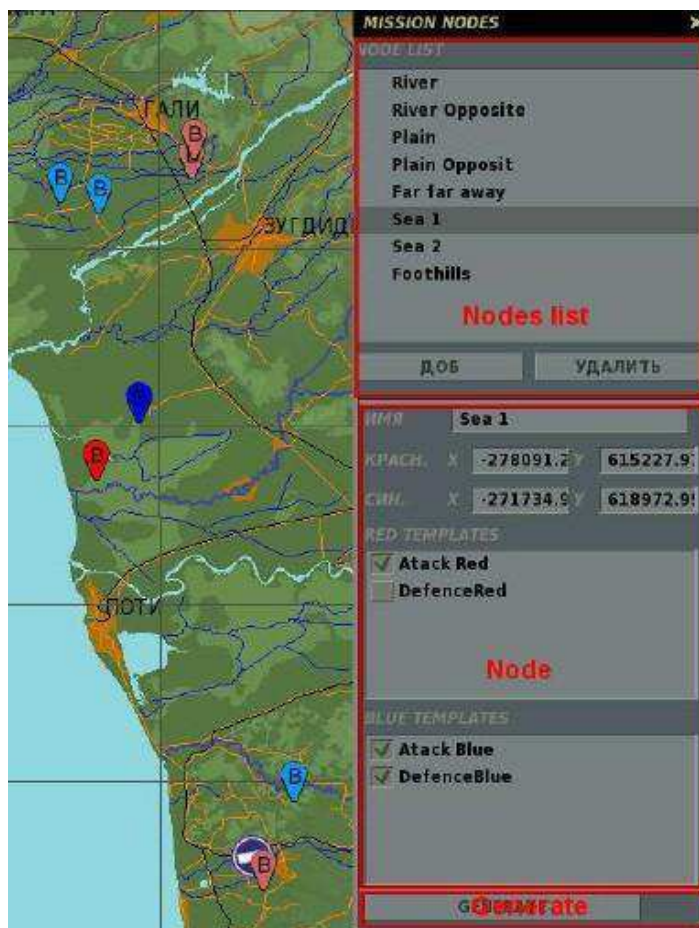 ГАЛИ
B
B
B
ЗУГДИДИ
B
ПОТИ
B
B
MISSION NODES
NODE LIST
River
River Opposite
Plain
Plain Opposit
Far far away
Sea 1
Sea 2
Foothills
Nodes list
ДОБ
УДАЛИТЬ
ИМЯ Sea 1
КРАСН. X -278091.2 Y 615227.9
СИН. X -271734.9 Y 618972.9
RED TEMPLATES
Atack Red
DefenceRed
Node
BLUE TEMPLATES
Atack Blue
DefenceBlue
Generate